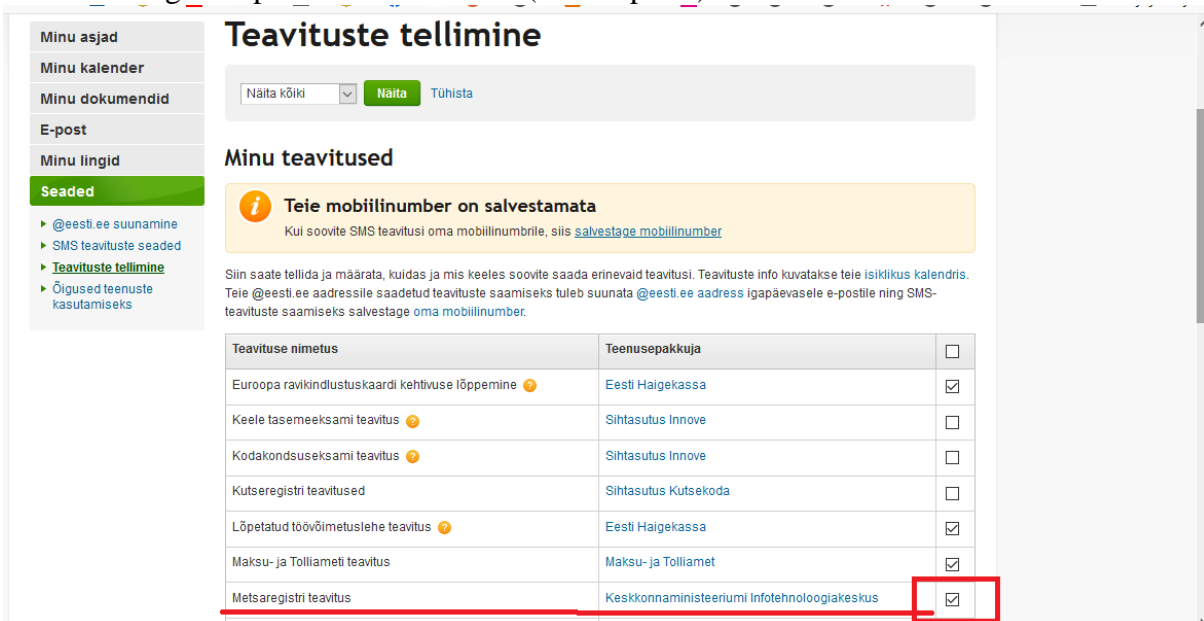 Minu asjad
Minu kalender
Minu dokumendid
E-post
Minu lingid
Seaded
@eesti.ee suunamine
SMS teavituste seaded
Teavituste tellimine
Õigused teenuste
kasutamiseks
Teavituste tellimine
Näita kõiki Näita Tühista
Minu teavitused
Teie mobiilinumber on salvestamata
Kui soovite SMS teavitusi oma mobiilinumbrile, siis salvestage mobiilinumber
Siin saate tellida ja määrata, kuidas ja mis keeles soovite saada erinevaid teavitusi. Teavituste info kuvatakse teie isiklikus kalendris.
Teie @eesti.ee aadressile saadetud teavituste saamiseks tuleb suunata @eesti.ee aadress igapäevasele e-postile ning SMS-
teavituste saamiseks salvestage oma mobiilinumber.
Teavituse nimetus Teenusepakkuja
Euroopa ravikindlustuskaardi kehtivuse lõppemine Eesti Haigekassa
Keele tasemeeksami teavitus Sihtasutus Innove
Kodakondsuseksami teavitus Sihtasutus Innove
Kutseregistri teavitused Sihtasutus Kutsekoda
Lõpetatud töövõimetuslehe teavitus Eesti Haigekassa
Maksu- ja Tolliameti teavitus Maksu- ja Tolliamet
Metsaregistri teavitus Keskkonnaministeeriumi Infotehnoloogiakeskus